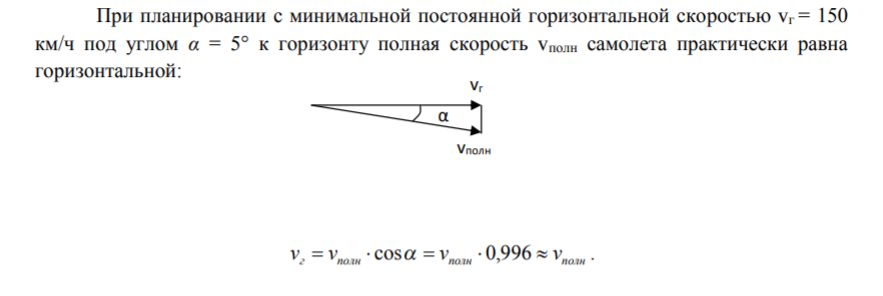 При планировании с минимальной постоянной горизонтальной скоростью vг = 150
км/ч под углом α = 5° к горизонту полная скорость vполн самолета практически равна
горизонтальной:
vг
α
vполн
vг = vполн · cos α = vполн · 0,996 ≈ vполн .